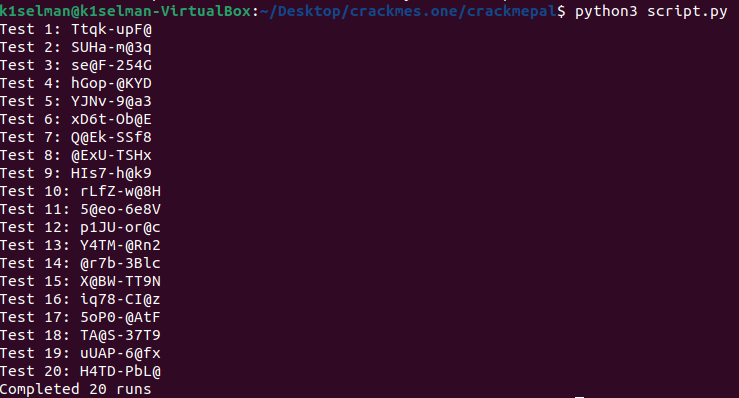 k1selman@k1selman-VirtualBox:~/Desktop/crackmes.one/crackmepal$ python3 script.py
Test 1: Ttqk-upF@
Test 2: SUHa-m@3q
Test 3: se@F-254G
Test 4: hGop-@KYD
Test 5: YJNv-9@a3
Test 6: xD6t-Ob@E
Test 7: Q@Ek-SSf8
Test 8: @ExU-TSHx
Test 9: HIs7-h@k9
Test 10: rLfZ-w@8H
Test 11: 5@eo-6e8V
Test 12: p1JU-or@c
Test 13: Y4TM-@Rn2
Test 14: @r7b-3Blc
Test 15: X@BW-TT9N
Test 16: iq78-CI@z
Test 17: 5oP0-@AtF
Test 18: TA@S-37T9
Test 19: uUAP-6@fx
Test 20: H4TD-PbL@
Completed 20 runs